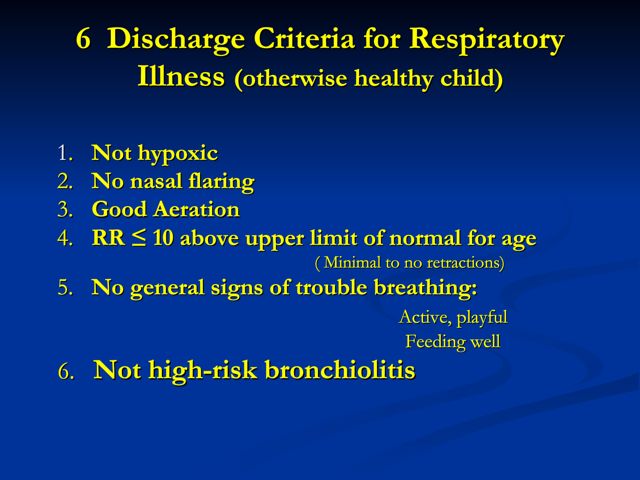 6 Discharge Criteria for Respiratory
Illness (otherwise healthy child)
1. Not hypoxic
2. No nasal flaring
3. Good Aeration
4. RR ≤ 10 above upper limit of normal for age
( Minimal to no retractions)
5. No general signs of trouble breathing:
Active, playful
Feeding well
6. Not high-risk bronchiolitis